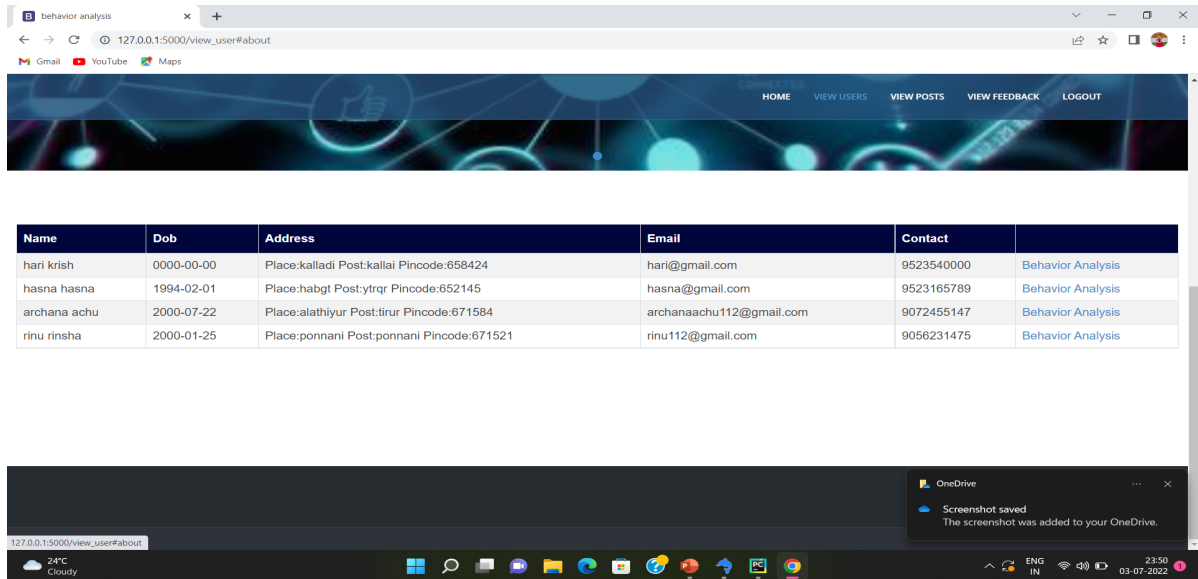 behavior analysis
127.0.0.1:5000/view_user#about
Gmail YouTube Maps
HOME VIEW USERS VIEW POSTS VIEW FEEDBACK LOGOUT
Name Dob Address Email Contact
hari krish 0000-00-00 Place:kalladi Post:kallai Pincode:658424 hari@gmail.com 9523540000 Behavior Analysis
hasna hasna 1994-02-01 Place:habgt Post:ytrqr Pincode:652145 hasna@gmail.com 9523165789 Behavior Analysis
archana achu 2000-07-22 Place:alathiyur Post:tirur Pincode:671584 archanaachu112@gmail.com 9072455147 Behavior Analysis
rinu rinsha 2000-01-25 Place:ponnani Post:ponnani Pincode:671521 rinu112@gmail.com 9056231475 Behavior Analysis
OneDrive
Screenshot saved
The screenshot was added to your OneDrive.
127.0.0.1:5000/view_user#about
24°C
Cloudy
ENG
IN
23:50
03-07-2022
1